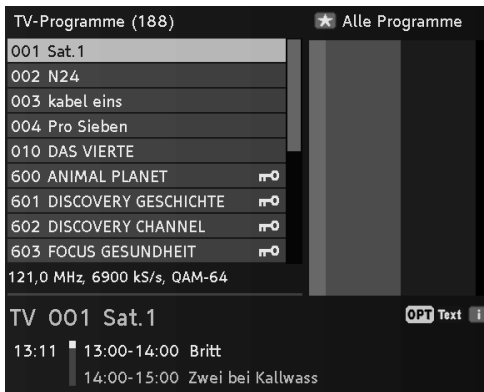 TV-Programme (188)
Alle Programme
001 Sat.1
002 N24
003 kabel eins
004 Pro Sieben
010 DAS VIERTE
600 ANIMAL PLANET
601 DISCOVERY GESCHICHTE
602 DISCOVERY CHANNEL
603 FOCUS GESUNDHEIT
121,0 MHz, 6900 kS/s, QAM-64
TV 001 Sat.1
OPT Text i
13:11 13:00-14:00 Britt
14:00-15:00 Zwei bei Kallwass